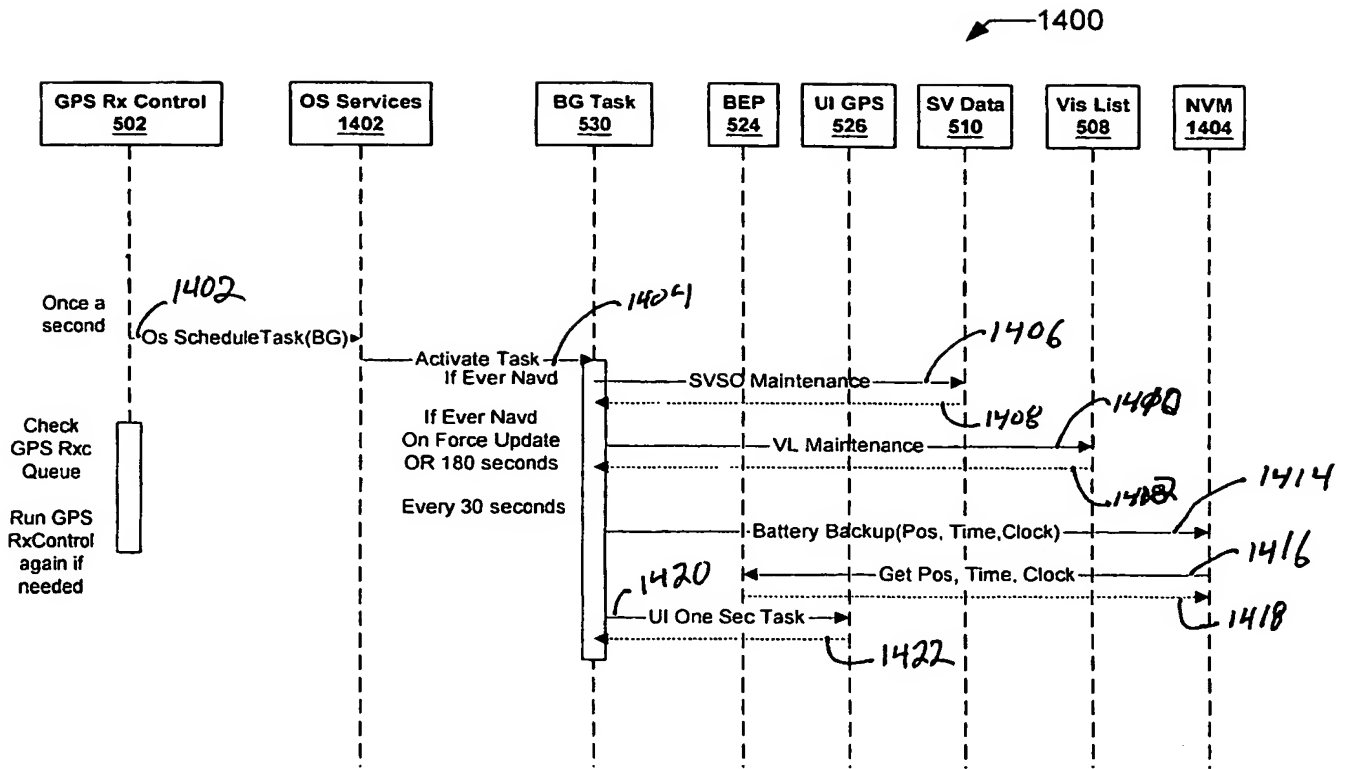 1400
GPS Rx Control
502
OS Services
1402
BG Task
530
BEP
524
UI GPS
526
SV Data
510
Vis List
508
NVM
1404
Once a
second
1402
Os ScheduleTask(BG)
1404
Activate Task
If Ever Navd
1406
SVSC Maintenance
1408
Check
GPS Rxc
Queue
If Ever Navd
On Force Update
OR 180 seconds
VL Maintenance
Every 30 seconds
1414
Run GPS
RxControl
again if
needed
Battery Backup(Pos, Time,Clock)
1416
Get Pos, Time, Clock
1418
1420
UI One Sec Task
1422